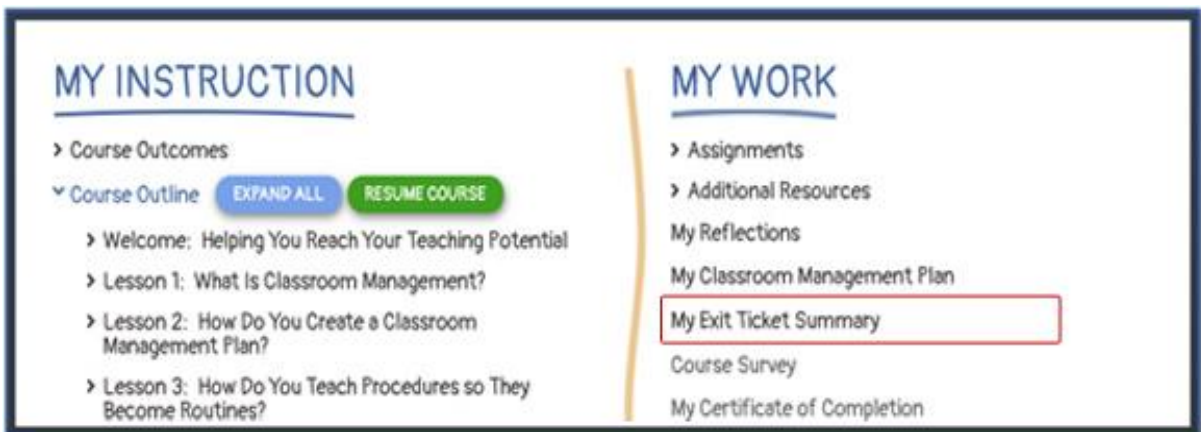 MY INSTRUCTION
> Course Outcomes
Course Outline EXPAND ALL RESUME COURSE
> Welcome: Helping You Reach Your Teaching Potential
> Lesson 1: What Is Classroom Management?
> Lesson 2: How Do You Create a Classroom
Management Plan?
> Lesson 3: How Do You Teach Procedures so They
Become Routines?
MY WORK
> Assignments
> Additional Resources
My Reflections
My Classroom Management Plan
My Exit Ticket Summary
Course Survey
My Certificate of Completion